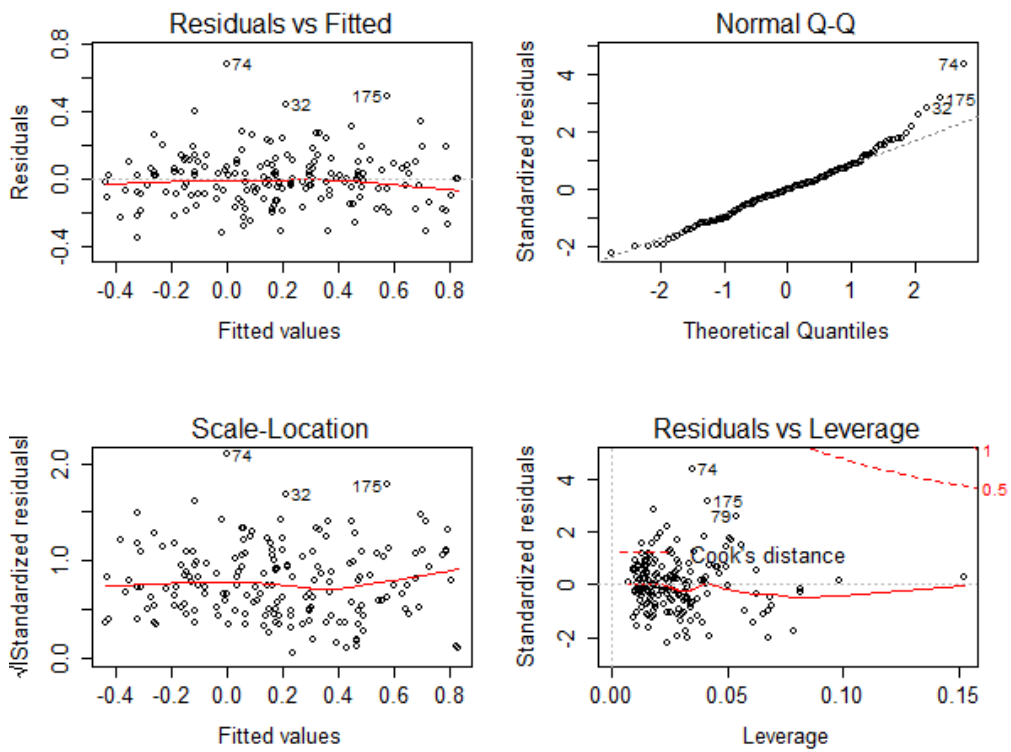 Residuals vs Fitted
Residuals
0.8
0.4
0.0
-0.4
74
32
175
-0.4 -0.2 0.0 0.2 0.4 0.6 0.8
Fitted values
Normal Q-Q
Standardized residuals
4
2
0
-2
74
175
32
-2 -1 0 1 2
Theoretical Quantiles
Scale-Location
√|Standardized residuals|
2.0
1.0
0.0
74
32
175
-0.4 -0.2 0.0 0.2 0.4 0.6 0.8
Fitted values
Residuals vs Leverage
Standardized residuals
4
2
0
-2
74
175
79
Cook's distance
1
0.5
0.00 0.05 0.10 0.15
Leverage